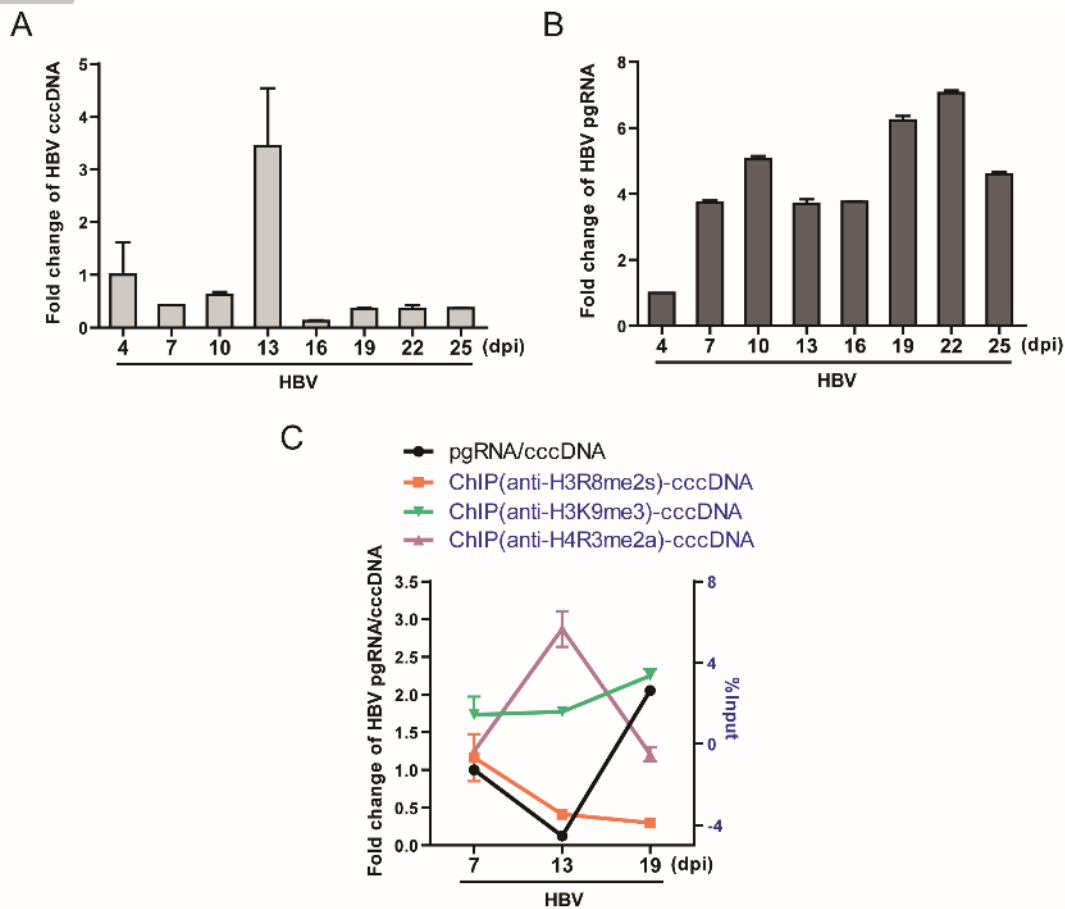 A
Fold change of HBV cccDNA
5
4
3
2
1
0
4 7 10 13 16 19 22 25 (dpi)
HBV
B
Fold change of HBV pgRNA
8
6
4
2
0
4 7 10 13 16 19 22 25 (dpi)
HBV
C
pgRNA/cccDNA
ChIP(anti-H3R8me2s)-cccDNA
ChIP(anti-H3K9me3)-cccDNA
ChIP(anti-H4R3me2a)-cccDNA
Fold change of HBV pgRNA/cccDNA
3.5
3.0
2.5
2.0
1.5
1.0
0.5
0.0
8
4
0
-4
%Input
7 13 19 (dpi)
HBV